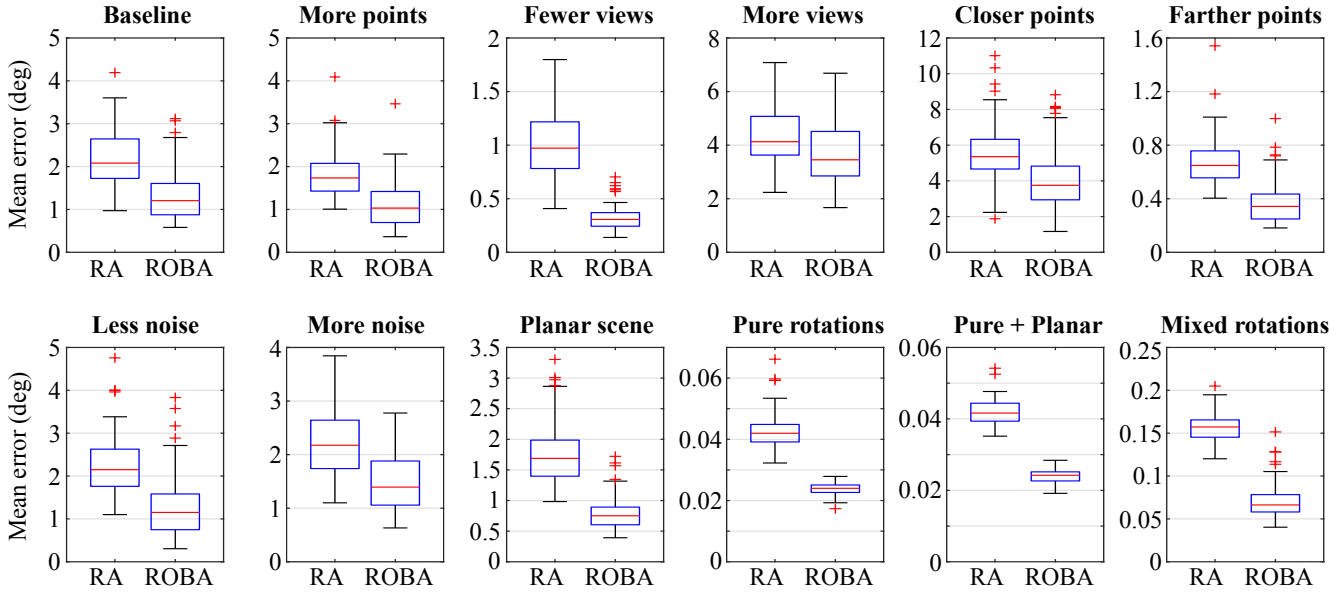 Baseline
More points
Fewer views
More views
Closer points
Farther points
Mean error (deg)
5
4
3
2
1
0
RA ROBA
5
4
3
2
1
0
RA ROBA
2
1.5
1
0.5
0
RA ROBA
8
6
4
2
0
RA ROBA
12
10
8
6
4
2
0
RA ROBA
1.6
1.2
0.8
0.4
0
RA ROBA
Less noise
More noise
Planar scene
Pure rotations
Pure + Planar
Mixed rotations
Mean error (deg)
5
4
3
2
1
0
RA ROBA
4
3
2
1
0
RA ROBA
3.5
3
2.5
2
1.5
1
0.5
0
RA ROBA
0.06
0.04
0.02
0
RA ROBA
0.06
0.04
0.02
0
RA ROBA
0.25
0.2
0.15
0.1
0.05
0
RA ROBA